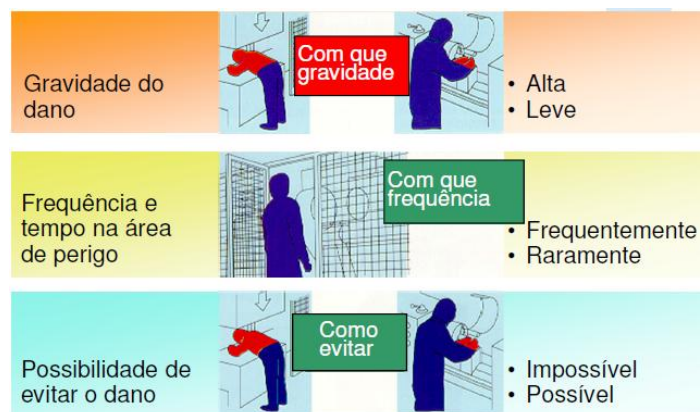 Gravidade do
dano
Com que
gravidade
• Alta
• Leve
Frequência e
tempo na área
de perigo
Com que
frequência
• Frequentemente
• Raramente
Possibilidade de
evitar o dano
Como
evitar
• Impossível
• Possível